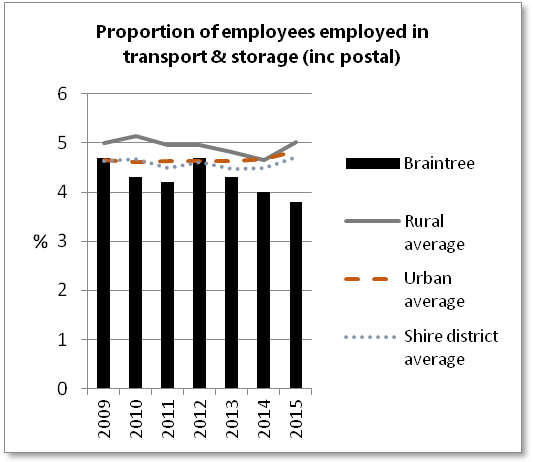 Proportion of employees employed in
transport & storage (inc postal)
6
5
4
3
2
1
0
%
2009
2010
2011
2012
2013
2014
2015
Braintree
Rural
average
Urban
average
Shire district
average